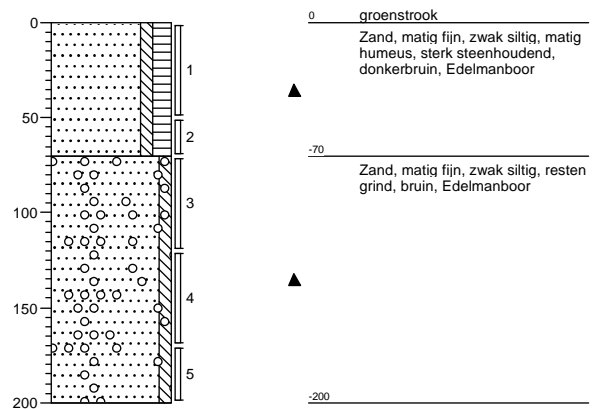 0
50
100
150
200
1
2
3
4
5
0 groenstrook
Zand, matig fijn, zwak siltig, matig
humeus, sterk steenhoudend,
donkerbruin, Edelmanboor
-70
Zand, matig fijn, zwak siltig, resten
grind, bruin, Edelmanboor
-200